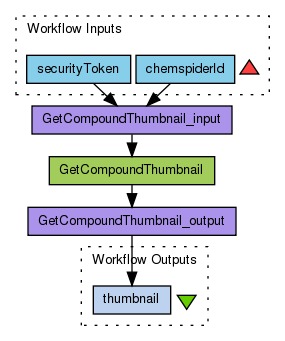 Workflow Inputs
securityToken
chemspiderId
GetCompoundThumbnail_input
GetCompoundThumbnail
GetCompoundThumbnail_output
Workflow Outputs
thumbnail